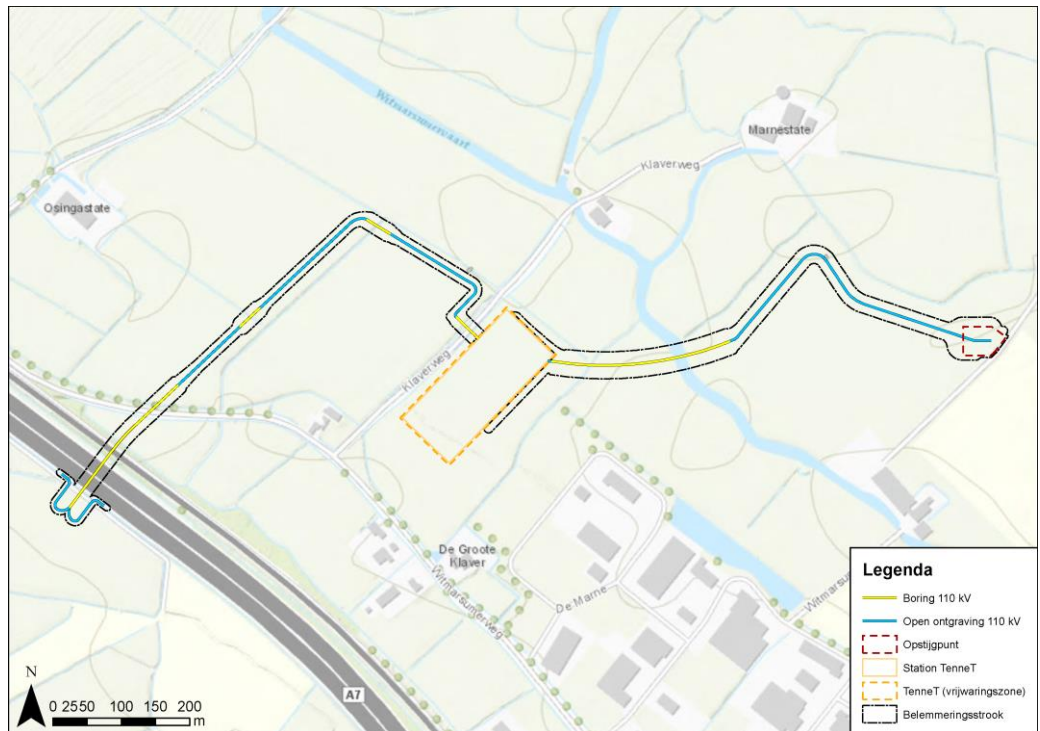 Witmarsumervaart
Marnestate
Klaverweg
Osingastate
Klaverweg
De Groote
Klaver
Witmarsumerweg
De Marne
Witmarsum
A7
N
0 25 50 100 150 200
m
Legenda
Boring 110 kV
Open ontgraving 110 kV
Opstijgpunt
Station TenneT
TenneT (vrijwaringszone)
Belemmeringsstrook